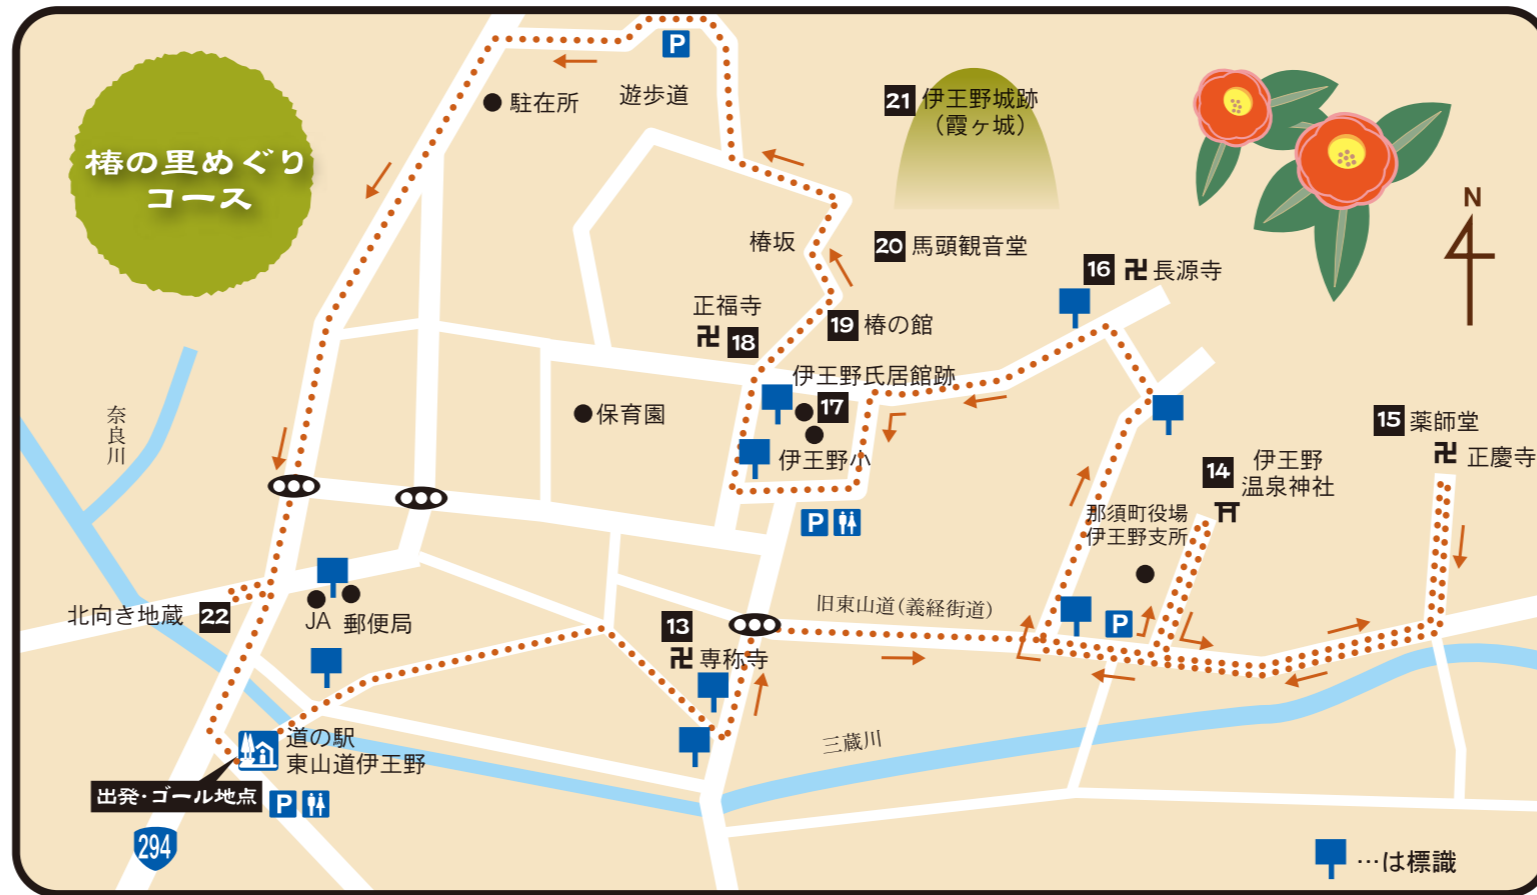 椿の里めぐり
コース
P
駐在所
遊歩道
21 伊王野城跡
(霞ヶ城)
N
椿坂
20 馬頭観音堂
16 卍 長源寺
正福寺
卍 18
19 椿の館
伊王野氏居館跡
17
保育園
伊王野小
奈良川
15 薬師堂
卍 正慶寺
14 伊王野
温泉神社
那須町役場
伊王野支所
P
北向き地蔵 22
JA 郵便局
13
卍 専称寺
旧東山道(義経街道)
P
三蔵川
道の駅
東山道伊王野
出発・ゴール地点
P
294
…は標識